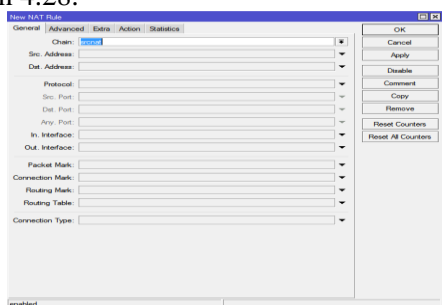 4.28.
New NAT Rule
General Advanced Extra Action Statistics
Chain: srcnat
Src. Address:
Dst. Address:
Protocol:
Src. Port:
Dst. Port:
Any. Port:
In. Interface:
Out. Interface:
Packet Mark:
Connection Mark:
Routing Mark:
Routing Table:
Connection Type:
OK
Cancel
Apply
Disable
Comment
Copy
Remove
Reset Counters
Reset All Counters
enabled